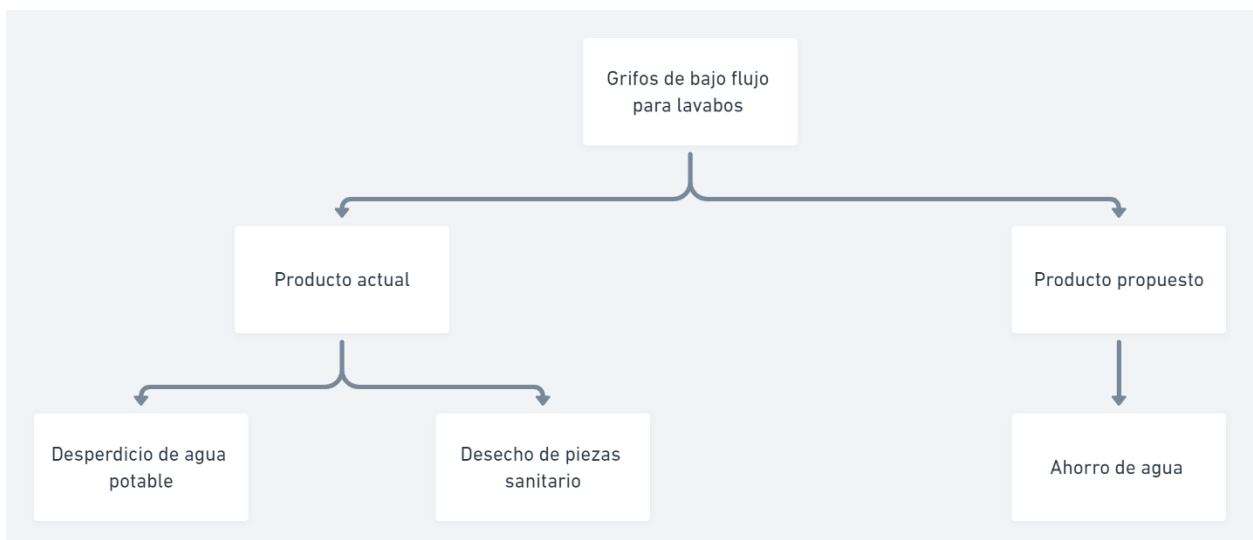 Grifos de bajo flujo
para lavabos
Producto actual
Producto propuesto
Desperdicio de agua
potable
Desecho de piezas
sanitario
Ahorro de agua